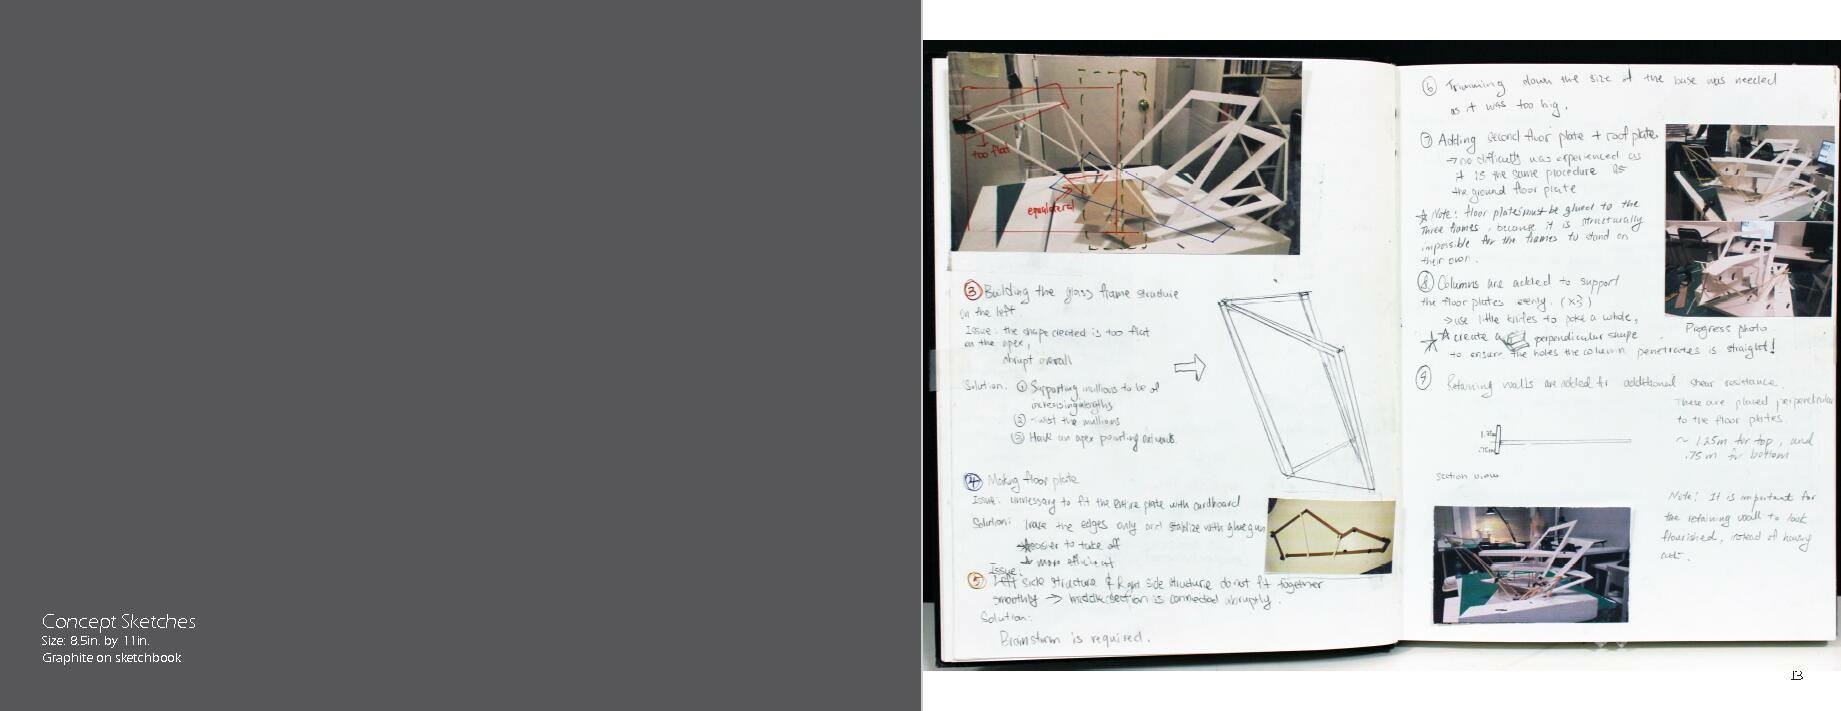 Concept Sketches
Size: 8.5in. by 11in.
Graphite on sketchbook
too flat
equilateral
③ Building the glass frame structure
on the left.
Issue: the shape created is too flat
on the apex,
abrupt overall
Solution: ① Supporting mullions to be of
increasing lengths
② twist the mullions
③ Have an apex pointing outwards.
④ Making floor plate
Issue: unnecessary to fit the entire plate with cardboard
Solution: Trace the edges only and stablize with glue gun
easier to take off
more efficient
Issue:
⑤ Left side structure & Right side structure do not fit together
smoothly → middle section is connected abruptly.
Solution:
Brainstorm is required.
⑥ Trimming down the size of the base was needed
as it was too big.
⑦ Adding second floor plate + roof plate.
→ no difficulty was experienced as
it is the same procedure as
the ground floor plate
Note: floor plates must be glued to the
three frames, because it is structurally
impossible for the frames to stand on
their own.
⑧ Columns are added to support
the floor plates evenly. (x3)
→ use little knifes to poke a whole,
create a perpendicular shape
to ensure the holes the column penetrates is straight!
Progress photo
⑨ Retaining walls are added for additional shear resistance.
These are placed perpendicular
to the floor plates.
~ 1.25m for top, and
.75 m for bottom
1.25m
.75m
section view
Note! It is important for
the retaining wall to look
flourished, instead of
13